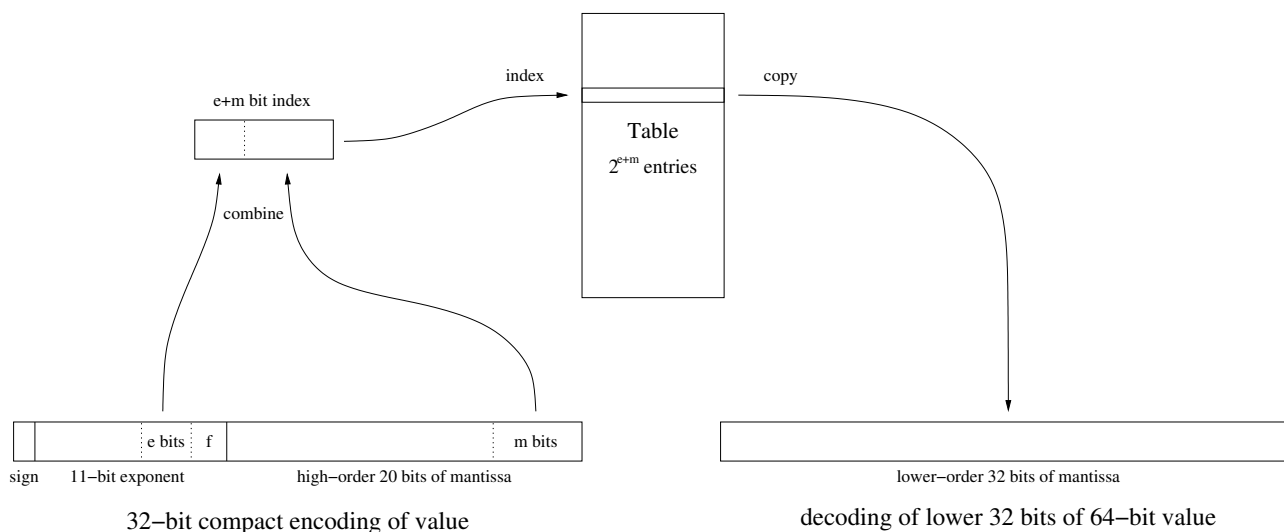 index
copy
e+m bit index
Table
2^{e+m} entries
combine
e bits
f
m bits
sign
11−bit exponent
high−order 20 bits of mantissa
lower−order 32 bits of mantissa
32−bit compact encoding of value
decoding of lower 32 bits of 64−bit value